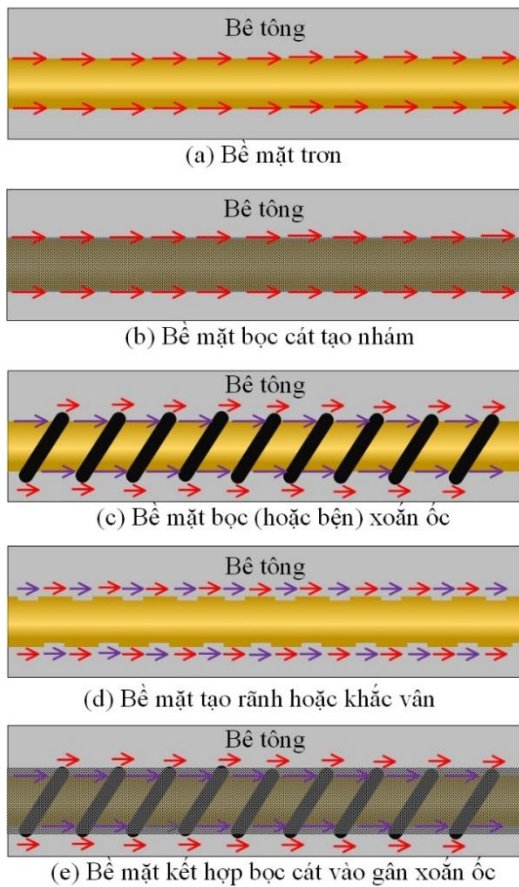 Bê tông
(a) Bề mặt trơn
Bê tông
(b) Bề mặt bọc cát tạo nhám
Bê tông
(c) Bề mặt bọc (hoặc bện) xoắn ốc
Bê tông
(d) Bề mặt tạo rãnh hoặc khắc vân
Bê tông
(e) Bề mặt kết hợp bọc cát vào gân xoắn ốc